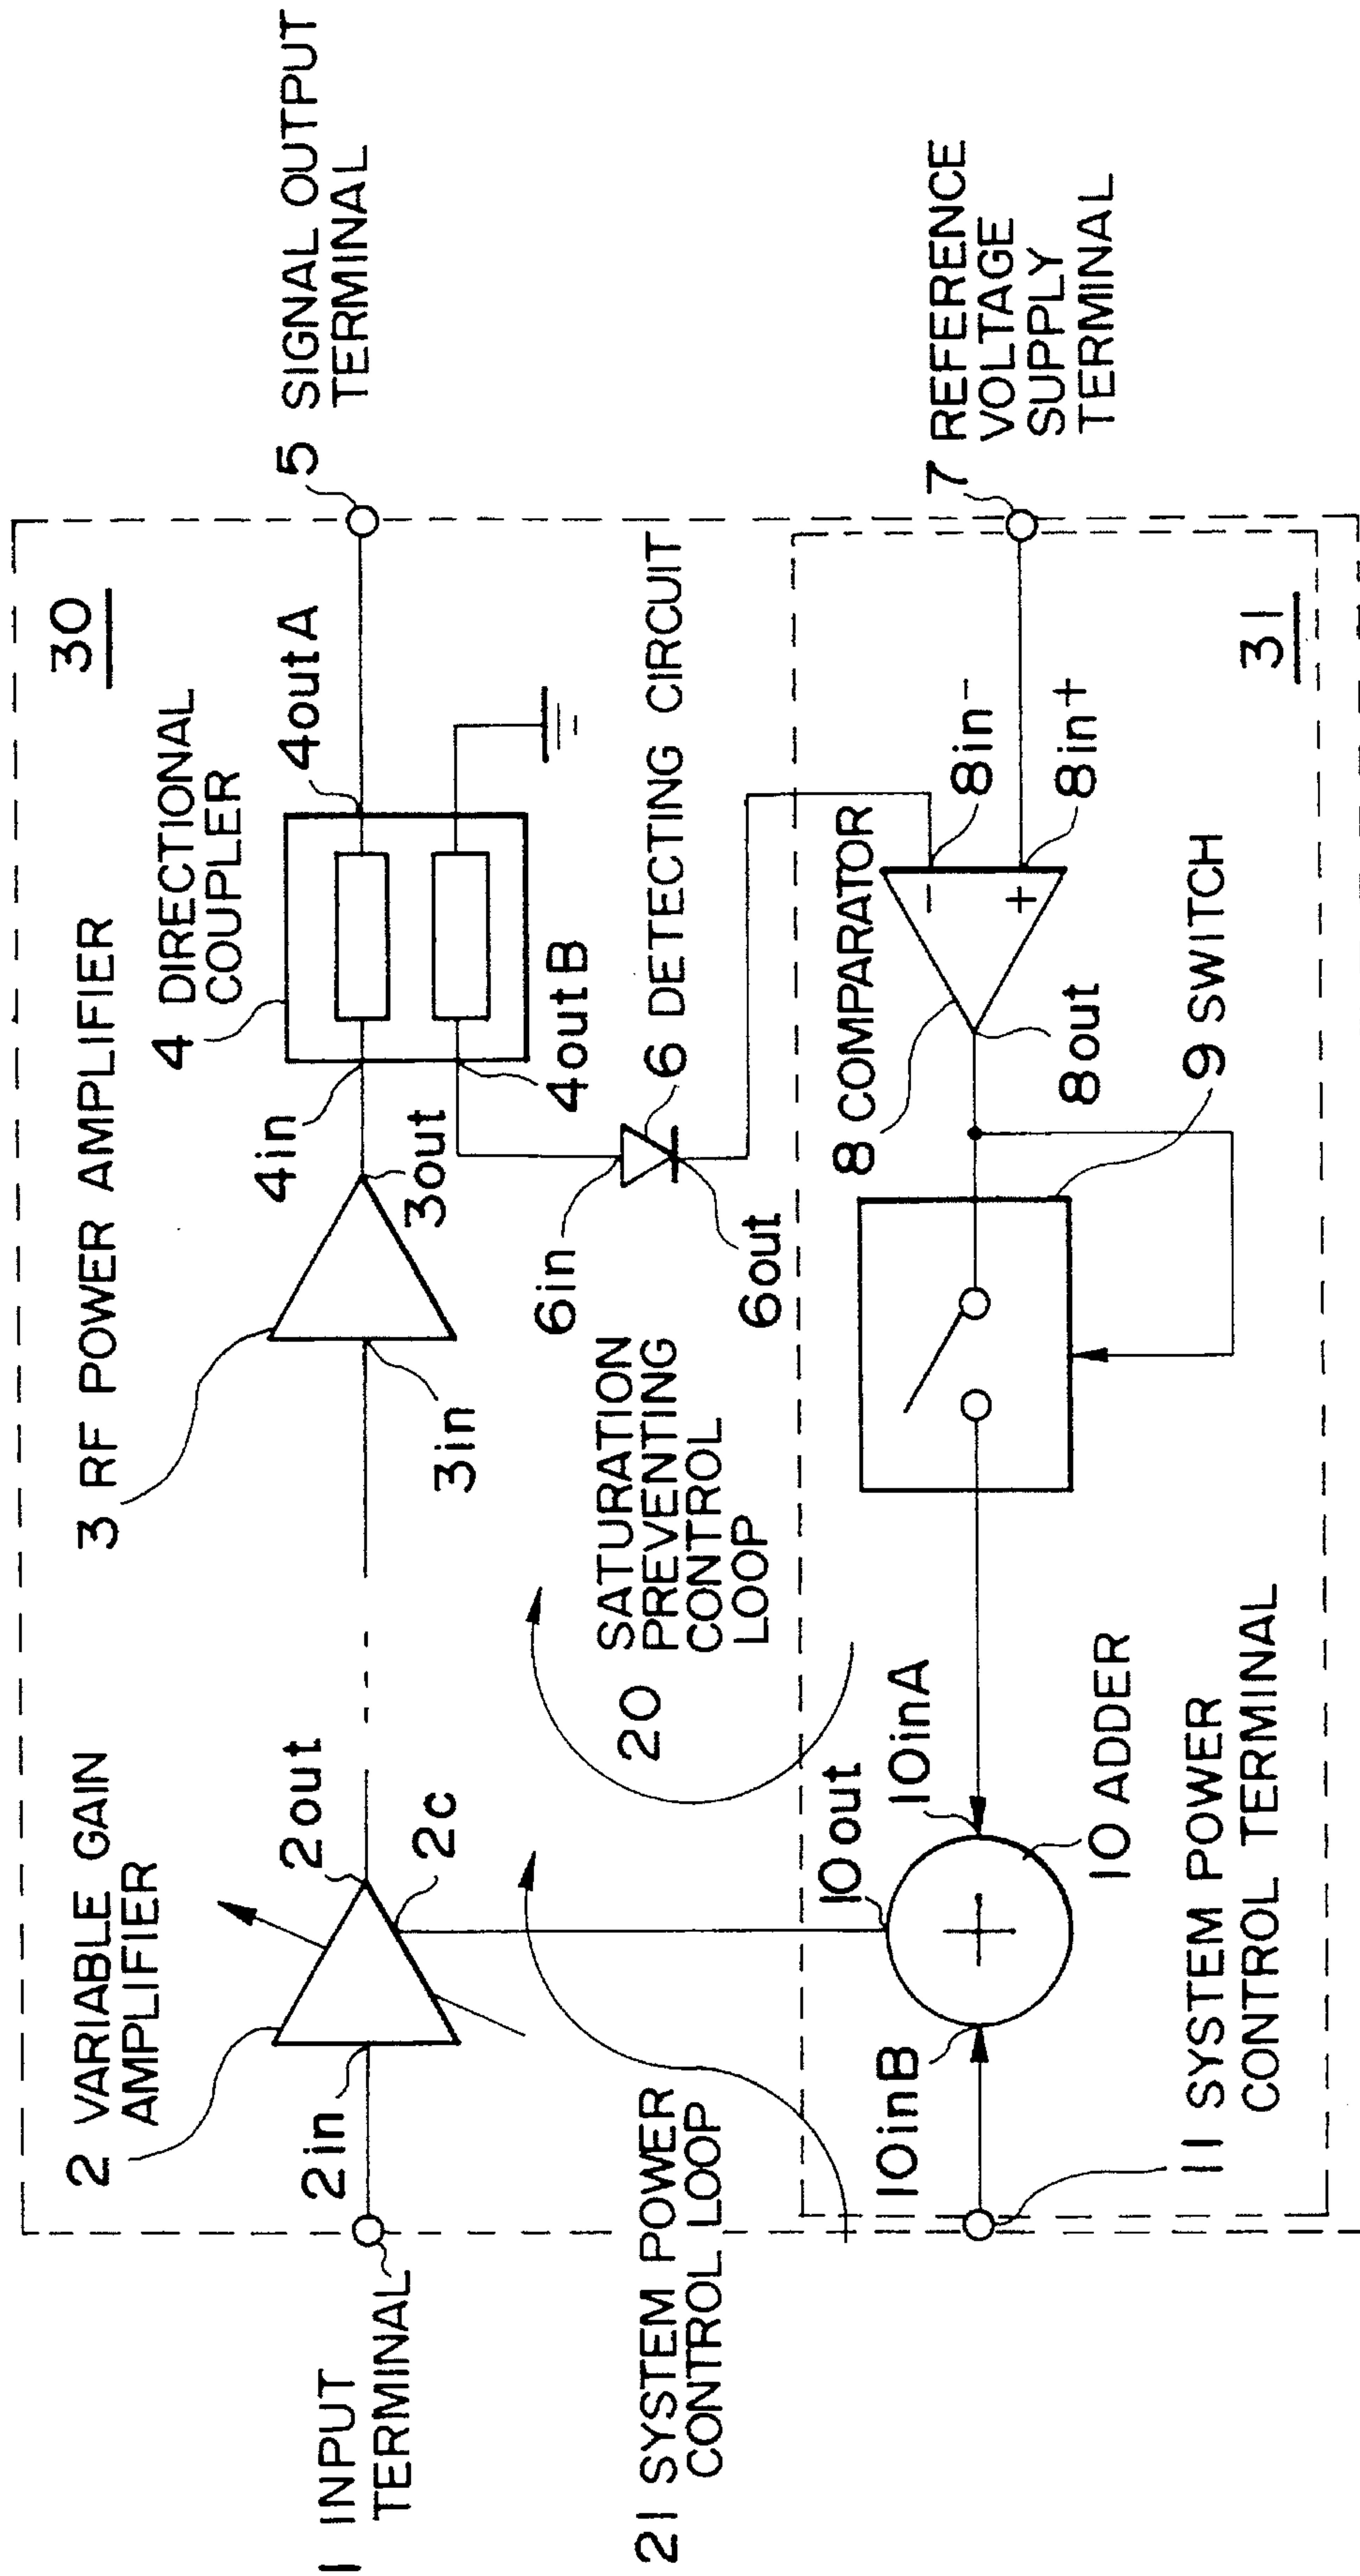 30
2 VARIABLE GAIN
AMPLIFIER
3 RF POWER AMPLIFIER
4 DIRECTIONAL
COUPLER
1 INPUT
TERMINAL
2in
2out
2c
3in
3out
4in
4outA
4outB
5 SIGNAL OUTPUT
TERMINAL
6in
6 DETECTING CIRCUIT
6out
21 SYSTEM POWER
CONTROL LOOP
20 SATURATION
PREVENTING
CONTROL
LOOP
7 REFERENCE
VOLTAGE
SUPPLY
TERMINAL
8 COMPARATOR
8in-
8in+
-
+
8out
9 SWITCH
10inB
10out
10inA
+
10 ADDER
11 SYSTEM POWER
CONTROL TERMINAL
31